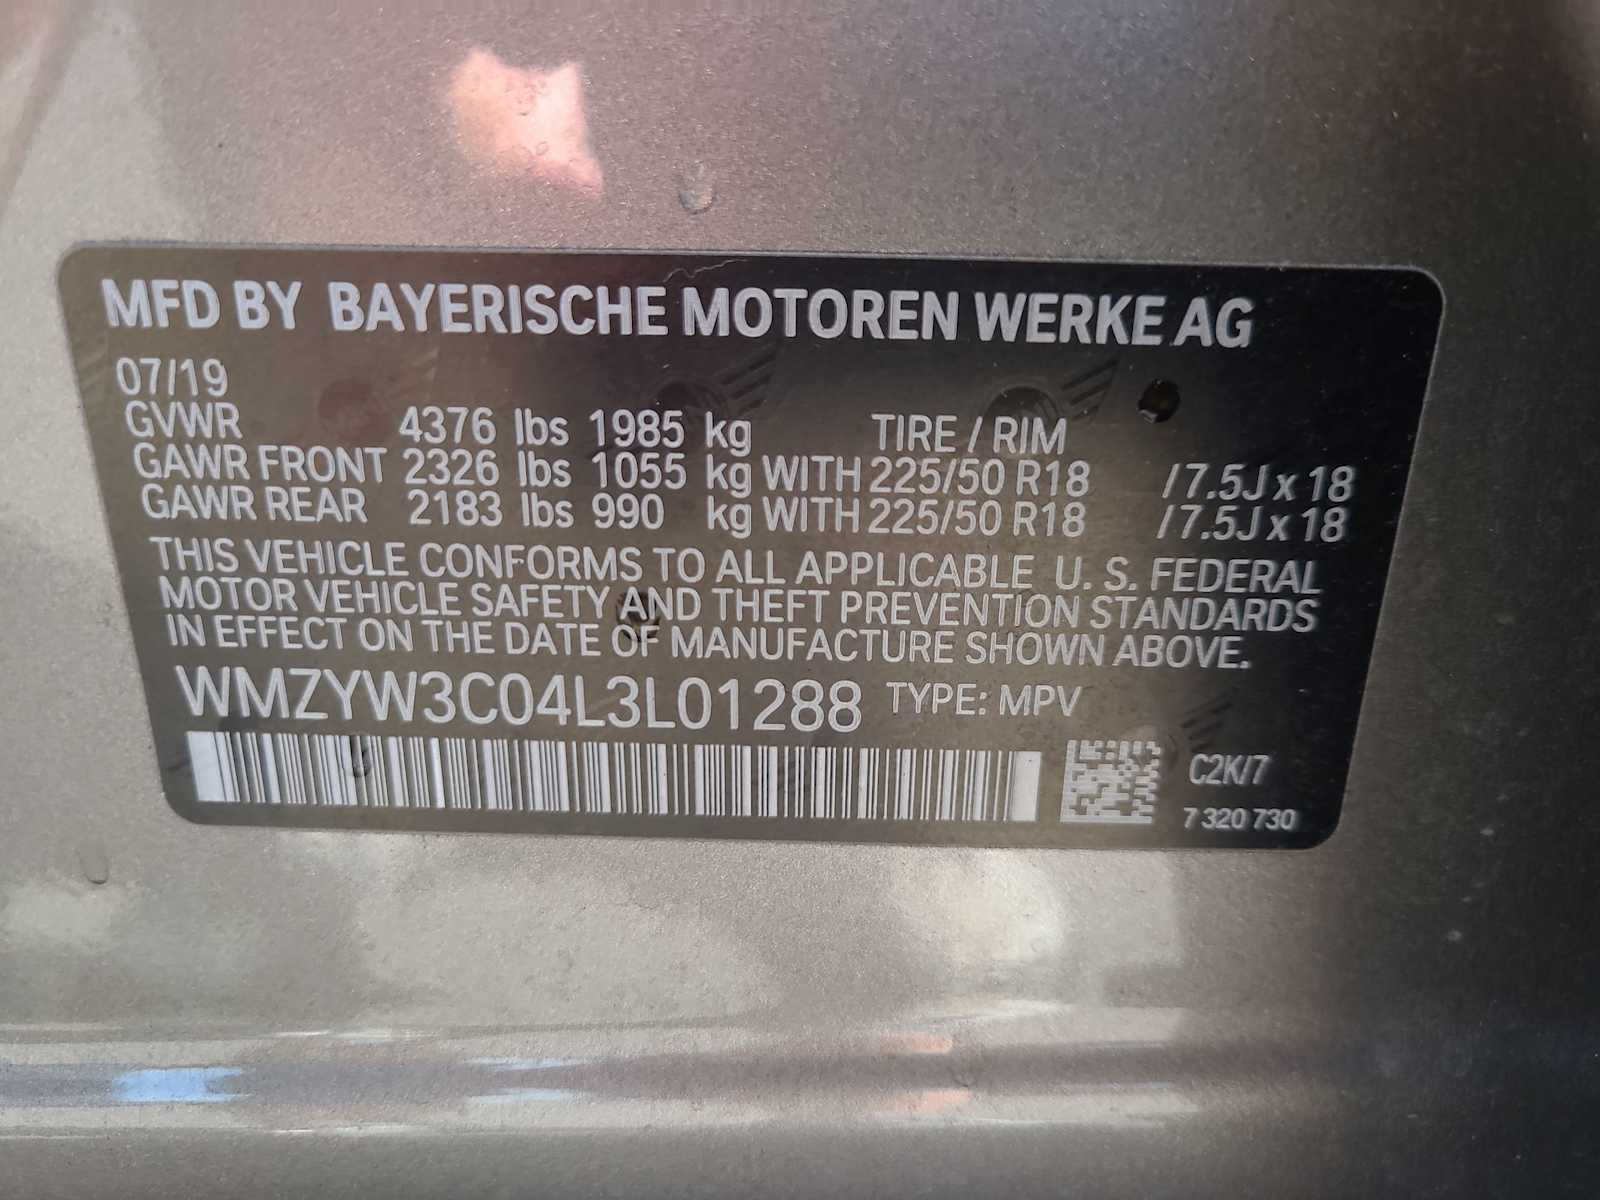 MFD BY BAYERISCHE MOTOREN WERKE AG
07/19
GVWR 4376 lbs 1985 kg TIRE / RIM
GAWR FRONT 2326 lbs 1055 kg WITH 225/50 R18 / 7.5J x 18
GAWR REAR 2183 lbs 990 kg WITH 225/50 R18 / 7.5J x 18
THIS VEHICLE CONFORMS TO ALL APPLICABLE U. S. FEDERAL
MOTOR VEHICLE SAFETY AND THEFT PREVENTION STANDARDS
IN EFFECT ON THE DATE OF MANUFACTURE SHOWN ABOVE.
WMZYW3C04L3L01288 TYPE: MPV
C2K/7
7 320 730